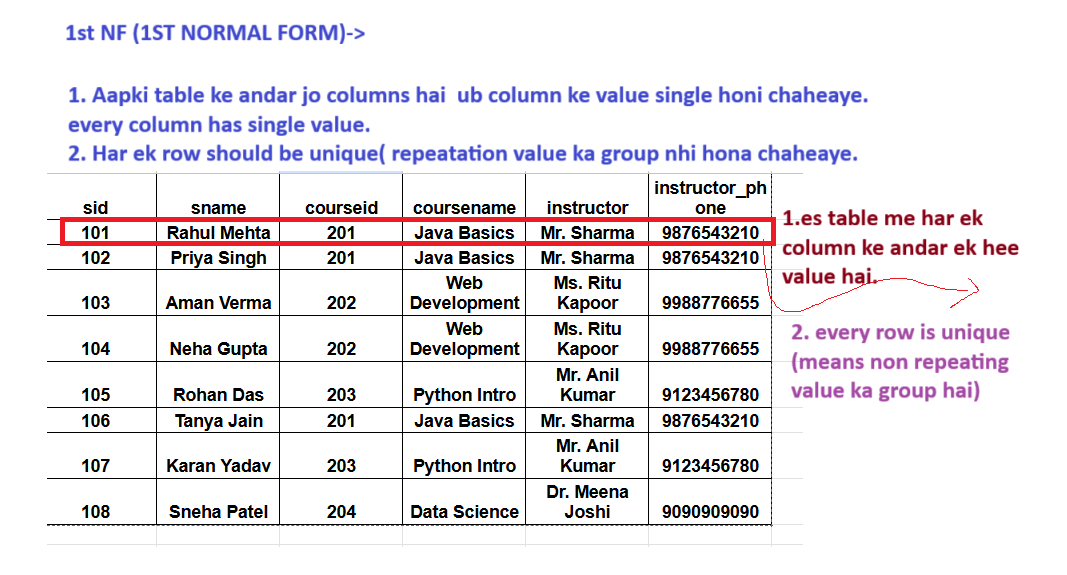 1st NF (1ST NORMAL FORM)->
1. Aapki table ke andar jo columns hai ub column ke value single honi chaheaye.
every column has single value.
2. Har ek row should be unique( repeatation value ka group nhi hona chaheaye.
sid sname courseid coursename instructor instructor_ph
one
101 Rahul Mehta 201 Java Basics Mr. Sharma 9876543210
102 Priya Singh 201 Java Basics Mr. Sharma 9876543210
Web Ms. Ritu
103 Aman Verma 202 Development Kapoor 9988776655
Web Ms. Ritu
104 Neha Gupta 202 Development Kapoor 9988776655
Mr. Anil
105 Rohan Das 203 Python Intro Kumar 9123456780
106 Tanya Jain 201 Java Basics Mr. Sharma 9876543210
Mr. Anil
107 Karan Yadav 203 Python Intro Kumar 9123456780
Dr. Meena
108 Sneha Patel 204 Data Science Joshi 9090909090
1.es table me har ek
column ke andar ek hee
value hai.
2. every row is unique
(means non repeating
value ka group hai)